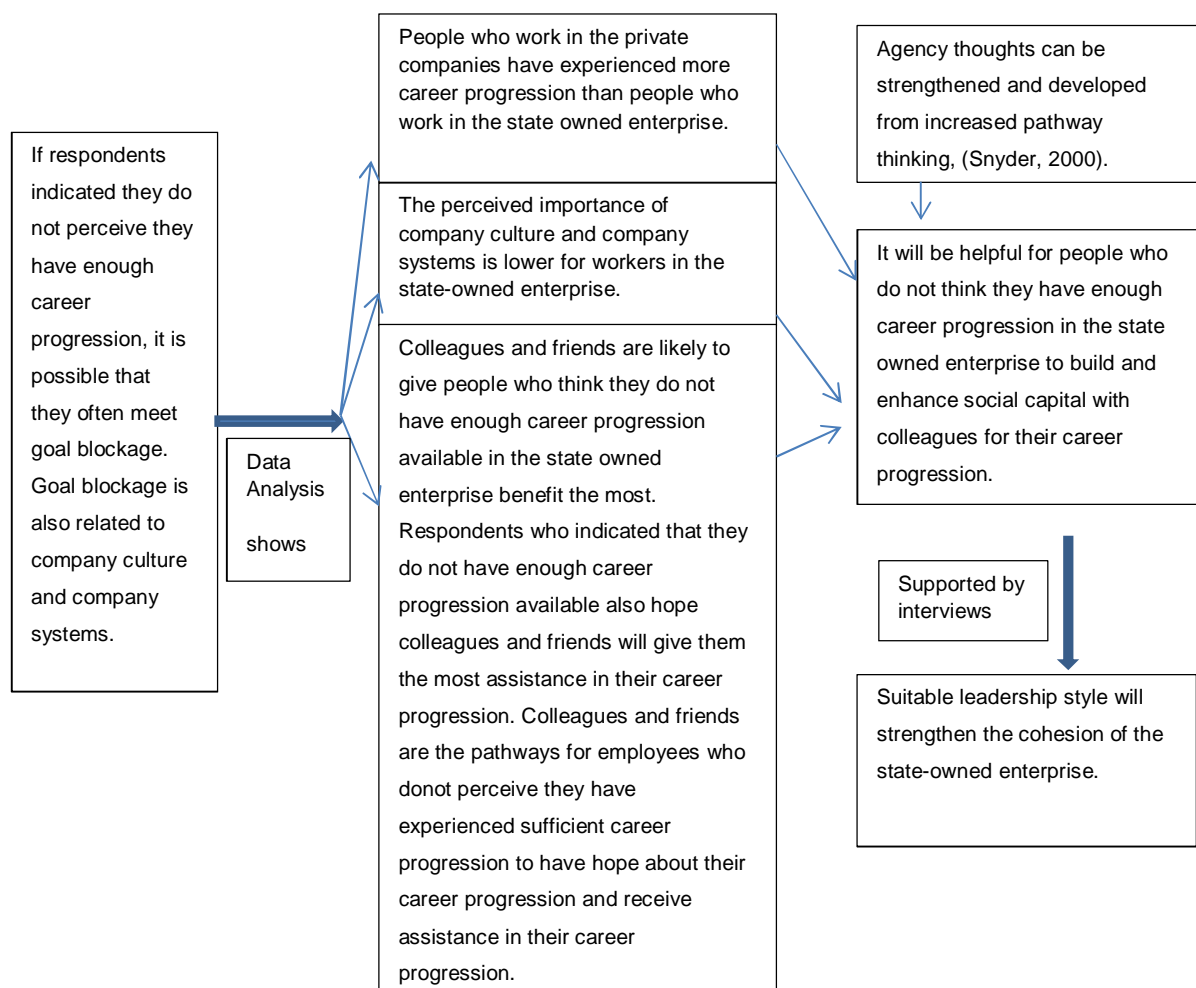 If respondents
indicated they do
not perceive they
have enough
career
progression, it is
possible that
they often meet
goal blockage.
Goal blockage is
also related to
company culture
and company
systems.
Data
Analysis
shows
People who work in the private
companies have experienced more
career progression than people who
work in the state owned enterprise.
The perceived importance of
company culture and company
systems is lower for workers in the
state-owned enterprise.
Colleagues and friends are likely to
give people who think they do not
have enough career progression
available in the state owned
enterprise benefit the most.
Respondents who indicated that they
do not have enough career
progression available also hope
colleagues and friends will give them
the most assistance in their career
progression. Colleagues and friends
are the pathways for employees who
donot perceive they have
experienced sufficient career
progression to have hope about their
career progression and receive
assistance in their career
progression.
Agency thoughts can be
strengthened and developed
from increased pathway
thinking, (Snyder, 2000).
It will be helpful for people who
do not think they have enough
career progression in the state
owned enterprise to build and
enhance social capital with
colleagues for their career
progression.
Supported by
interviews
Suitable leadership style will
strengthen the cohesion of the
state-owned enterprise.